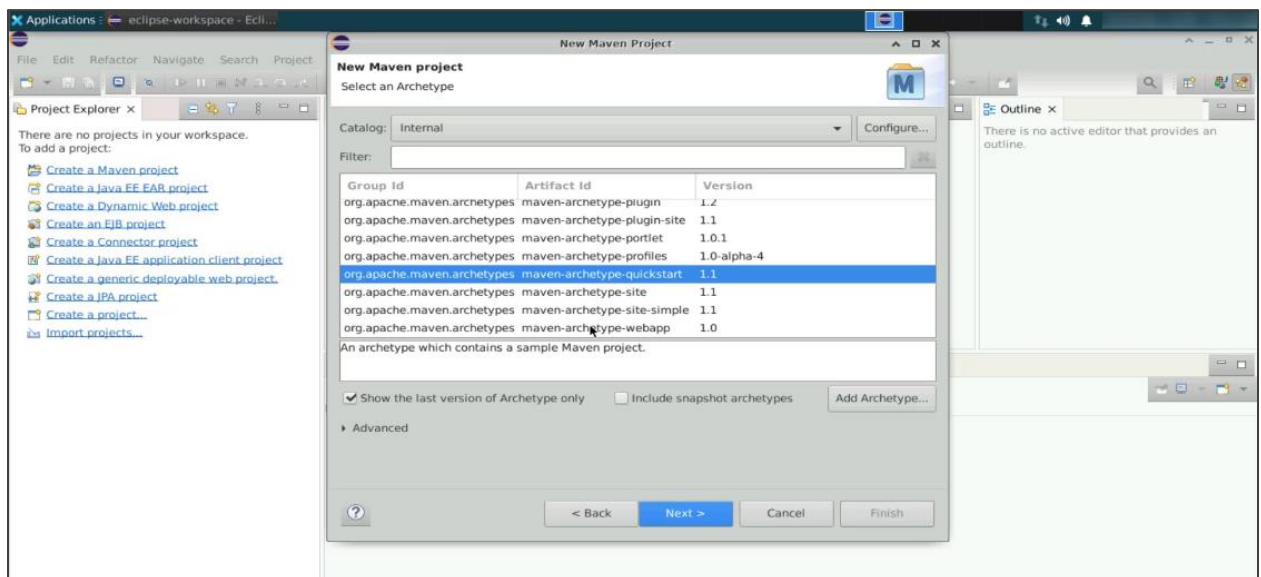 Applications : eclipse-workspace - Ecli...
New Maven Project
File Edit Refactor Navigate Search Project
New Maven project
Select an Archetype
M
Project Explorer ×
There are no projects in your workspace.
To add a project:
Create a Maven project
Create a Java EE EAR project
Create a Dynamic Web project
Create an EJB project
Create a Connector project
Create a Java EE application client project
Create a generic deployable web project.
Create a JPA project
Create a project...
Import projects...
Catalog: Internal Configure...
Filter:
Group Id Artifact Id Version
org.apache.maven.archetypes maven-archetype-plugin 1.2
org.apache.maven.archetypes maven-archetype-plugin-site 1.1
org.apache.maven.archetypes maven-archetype-portlet 1.0.1
org.apache.maven.archetypes maven-archetype-profiles 1.0-alpha-4
org.apache.maven.archetypes maven-archetype-quickstart 1.1
org.apache.maven.archetypes maven-archetype-site 1.1
org.apache.maven.archetypes maven-archetype-site-simple 1.1
org.apache.maven.archetypes maven-archetype-webapp 1.0
An archetype which contains a sample Maven project.
Show the last version of Archetype only Include snapshot archetypes Add Archetype...
Advanced
? < Back Next > Cancel Finish
Outline ×
There is no active editor that provides an
outline.